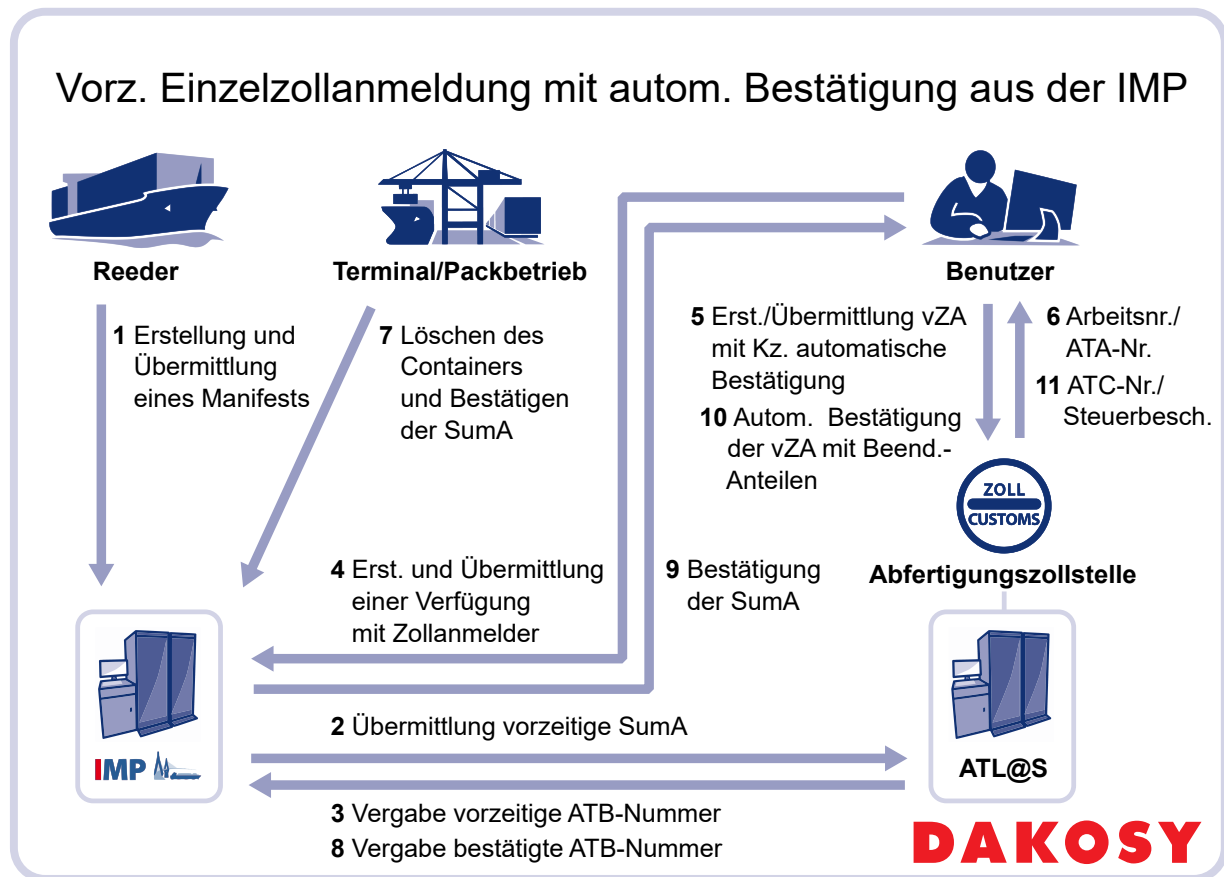 Vorz. Einzelzollanmeldung mit autom. Bestätigung aus der IMP
Reeder
Terminal/Packbetrieb
Benutzer
1 Erstellung und
Übermittlung
eines Manifests
7 Löschen des
Containers
und Bestätigen
der SumA
5 Erst./Übermittlung vZA
mit Kz. automatische
Bestätigung
10 Autom. Bestätigung
der vZA mit Beend.-
Anteilen
6 Arbeitsnr./
ATA-Nr.
11 ATC-Nr./
Steuerbesch.
ZOLL
CUSTOMS
Abfertigungszollstelle
4 Erst. und Übermittlung
einer Verfügung
mit Zollanmelder
9 Bestätigung
der SumA
2 Übermittlung vorzeitige SumA
IMP
ATL@S
3 Vergabe vorzeitige ATB-Nummer
8 Vergabe bestätigte ATB-Nummer
DAKOSY